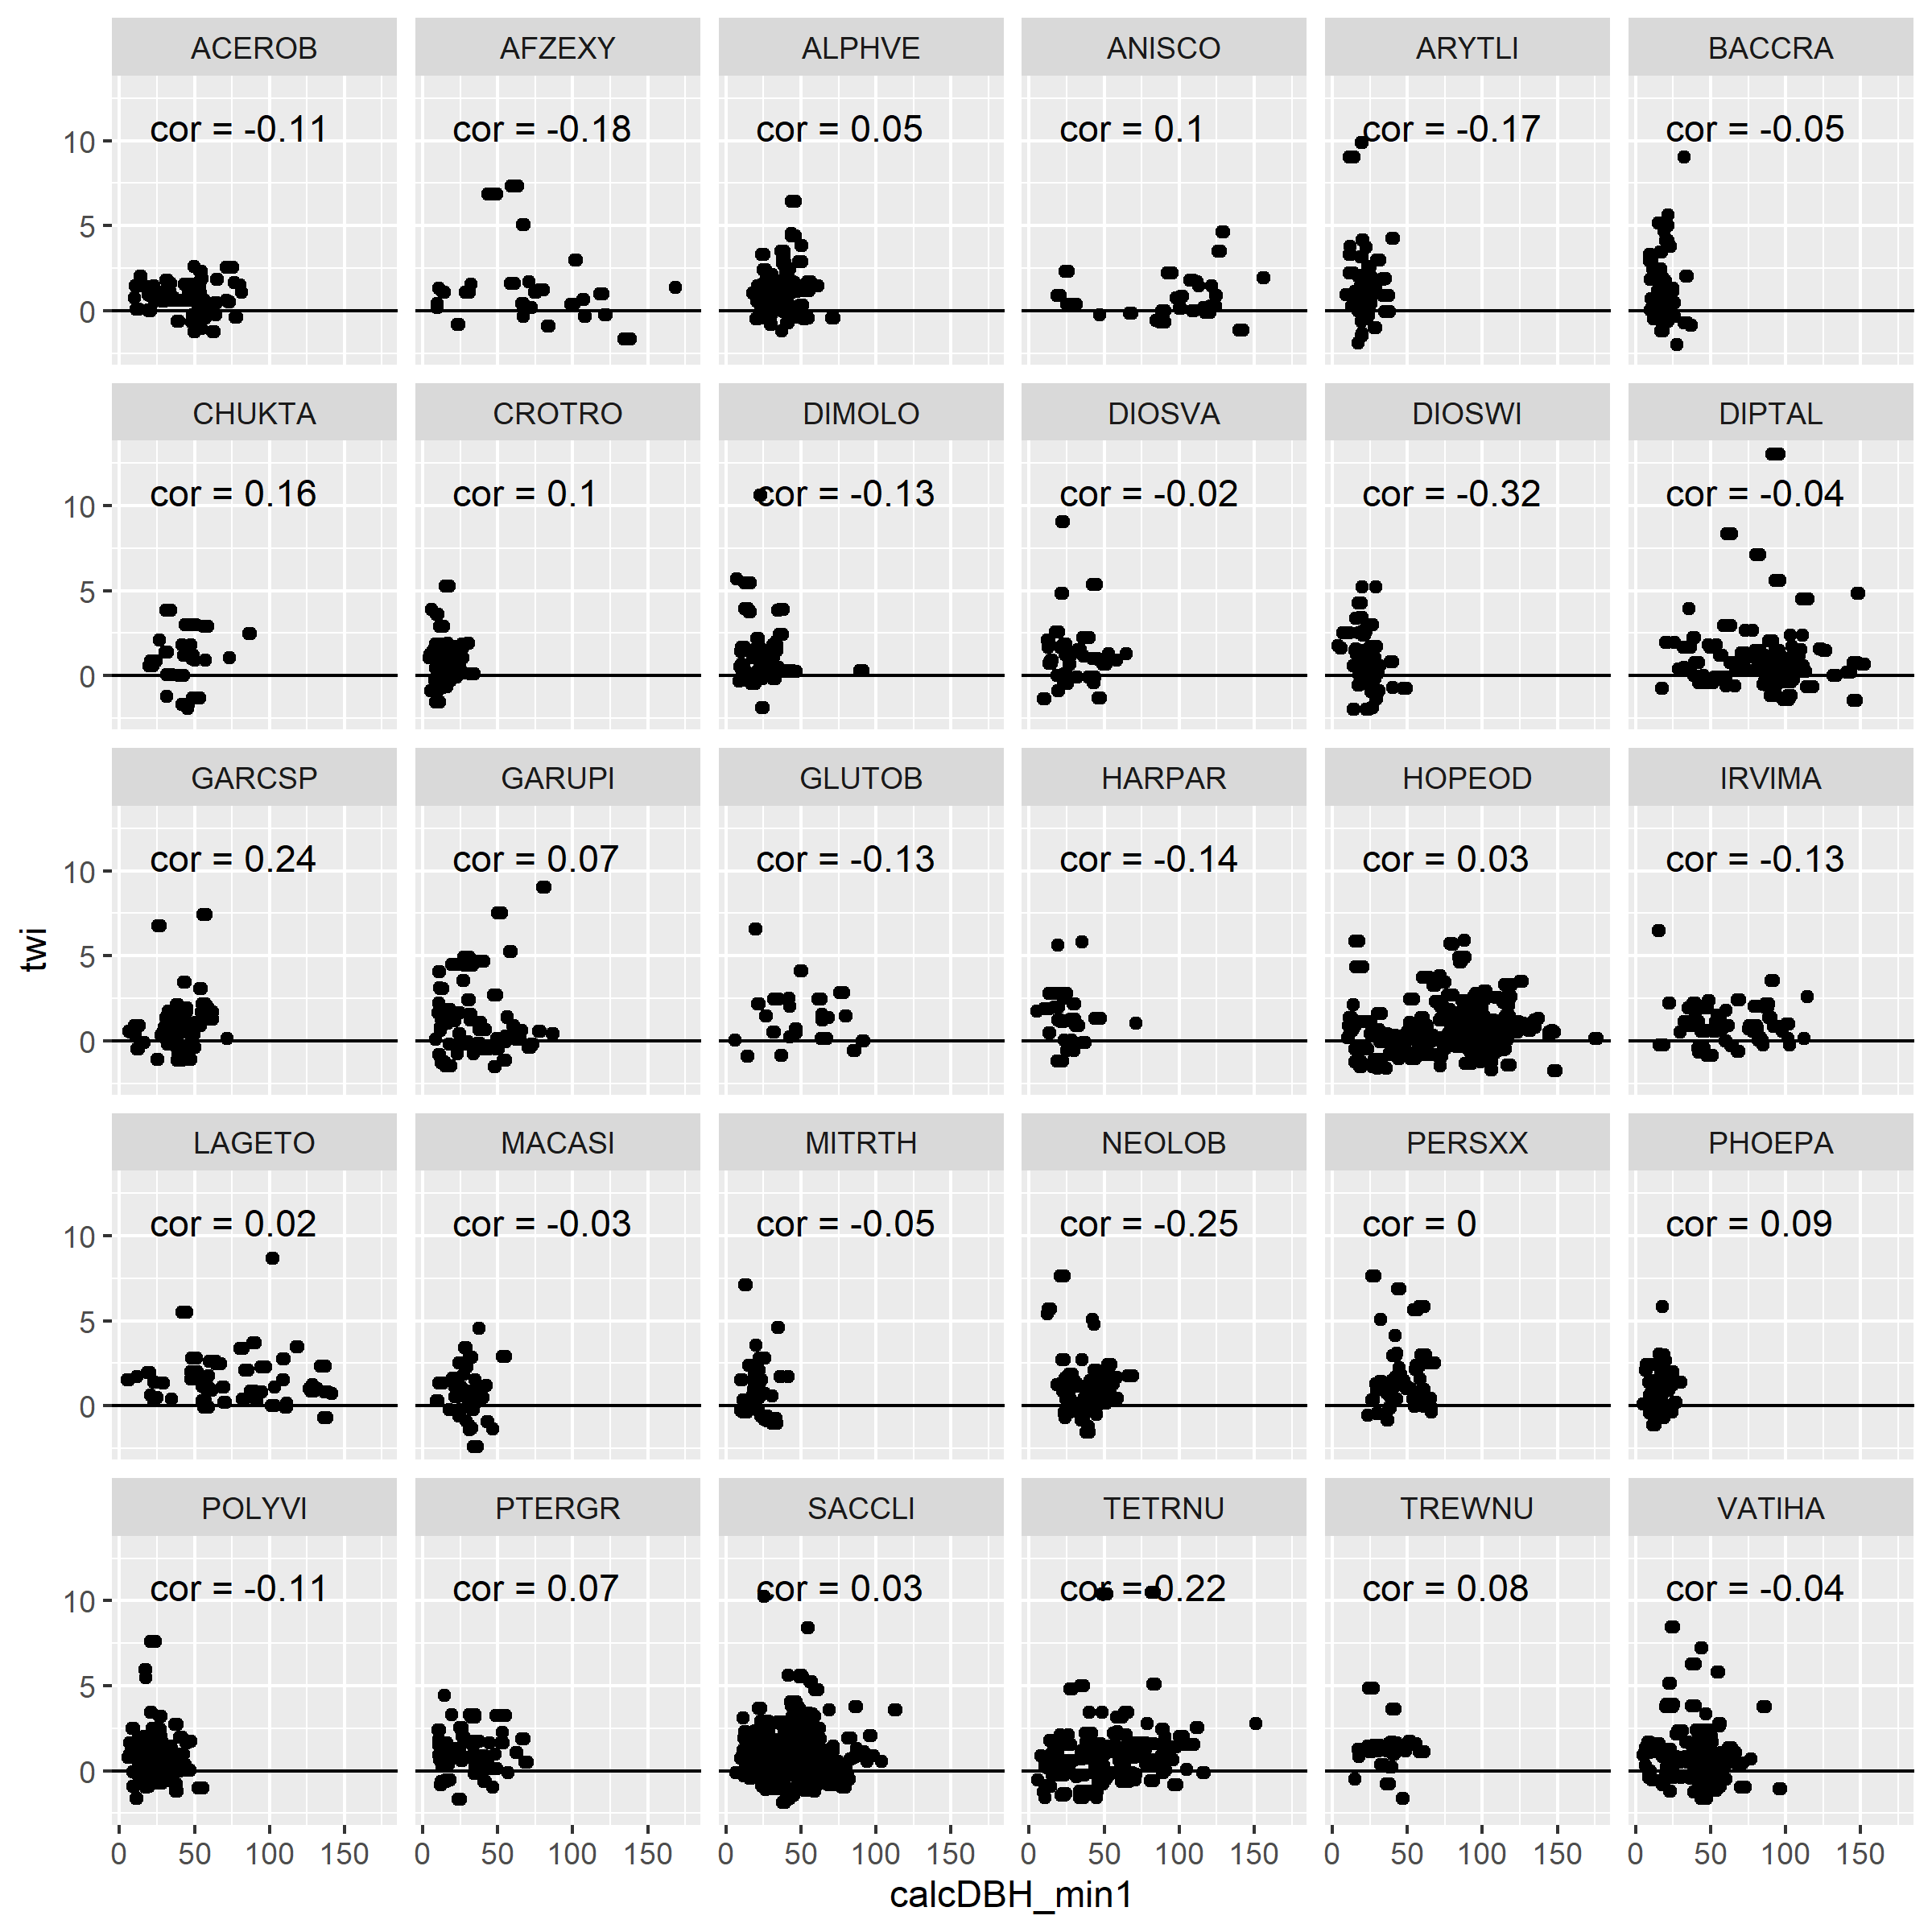 ACEROB AFZEXY ALPHVE ANISCO ARYTLI BACCRA
cor = -0.11 cor = -0.18 cor = 0.05 cor = 0.1 cor = -0.17 cor = -0.05
10
5
0
CHUKTA CROTRO DIMOLO DIOSVA DIOSWI DIPTAL
cor = 0.16 cor = 0.1 cor = -0.13 cor = -0.02 cor = -0.32 cor = -0.04
10
5
0
GARCSP GARUPI GLUTOB HARPAR HOPEOD IRVIMA
cor = 0.24 cor = 0.07 cor = -0.13 cor = -0.14 cor = 0.03 cor = -0.13
10
5
0
twi
LAGETO MACASI MITRTH NEOLOB PERSXX PHOEPA
cor = 0.02 cor = -0.03 cor = -0.05 cor = -0.25 cor = 0 cor = 0.09
10
5
0
POLYVI PTERGR SACCLI TETRNU TREWNU VATIHA
cor = -0.11 cor = 0.07 cor = 0.03 cor = 0.22 cor = 0.08 cor = -0.04
10
5
0
0 50 100 150 0 50 100 150 0 50 100 150 0 50 100 150 0 50 100 150 0 50 100 150
calcDBH_min1